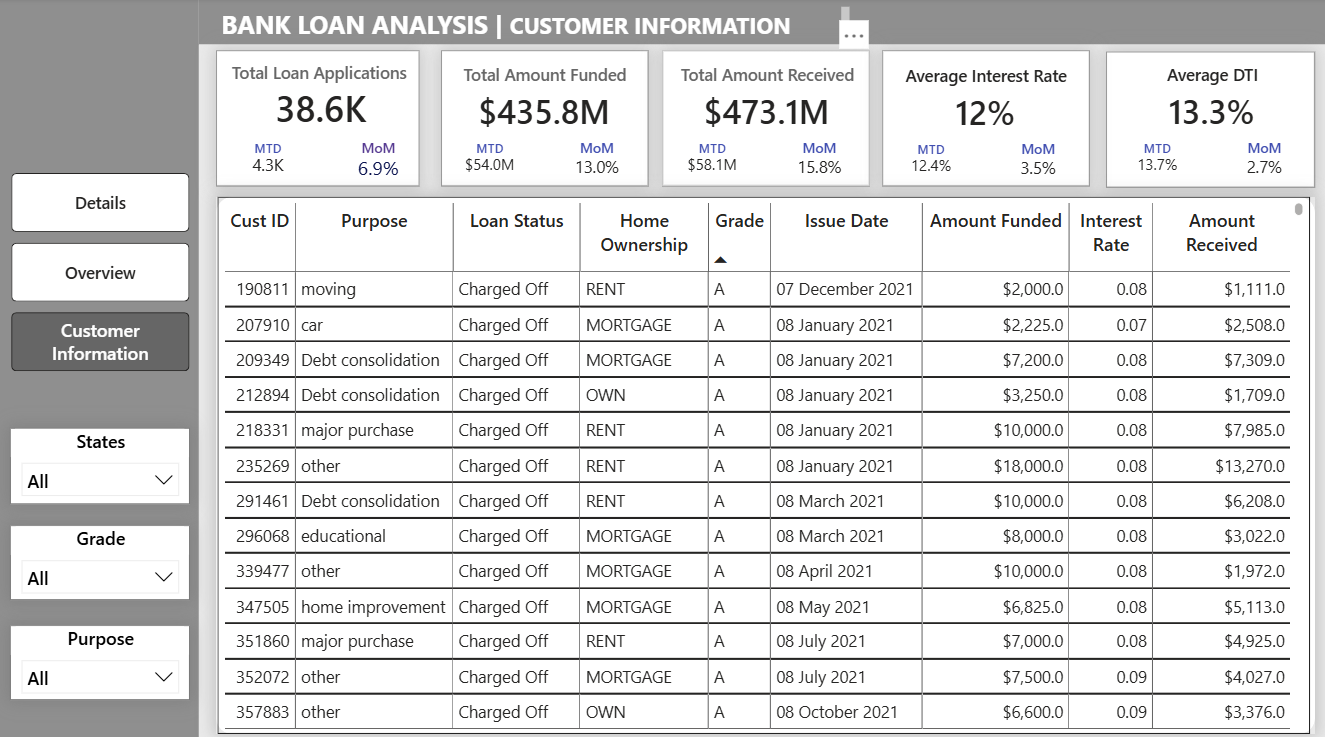 BANK LOAN ANALYSIS | CUSTOMER INFORMATION
...
Total Loan Applications
38.6K
MTD MoM
4.3K 6.9%
Total Amount Funded
$435.8M
MTD MoM
$54.0M 13.0%
Total Amount Received
$473.1M
MTD MoM
$58.1M 15.8%
Average Interest Rate
12%
MTD MoM
12.4% 3.5%
Average DTI
13.3%
MTD MoM
13.7% 2.7%
Details
Overview
Customer
Information
States
All
Grade
All
Purpose
All
Cust ID Purpose Loan Status Home Ownership Grade Issue Date Amount Funded Interest Rate Amount Received
190811 moving Charged Off RENT A 07 December 2021 $2,000.0 0.08 $1,111.0
207910 car Charged Off MORTGAGE A 08 January 2021 $2,225.0 0.07 $2,508.0
209349 Debt consolidation Charged Off MORTGAGE A 08 January 2021 $7,200.0 0.08 $7,309.0
212894 Debt consolidation Charged Off OWN A 08 January 2021 $3,250.0 0.08 $1,709.0
218331 major purchase Charged Off RENT A 08 January 2021 $10,000.0 0.08 $7,985.0
235269 other Charged Off RENT A 08 January 2021 $18,000.0 0.08 $13,270.0
291461 Debt consolidation Charged Off RENT A 08 March 2021 $10,000.0 0.08 $6,208.0
296068 educational Charged Off MORTGAGE A 08 March 2021 $8,000.0 0.08 $3,022.0
339477 other Charged Off MORTGAGE A 08 April 2021 $10,000.0 0.08 $1,972.0
347505 home improvement Charged Off MORTGAGE A 08 May 2021 $6,825.0 0.08 $5,113.0
351860 major purchase Charged Off RENT A 08 July 2021 $7,000.0 0.08 $4,925.0
352072 other Charged Off MORTGAGE A 08 July 2021 $7,500.0 0.09 $4,027.0
357883 other Charged Off OWN A 08 October 2021 $6,600.0 0.09 $3,376.0